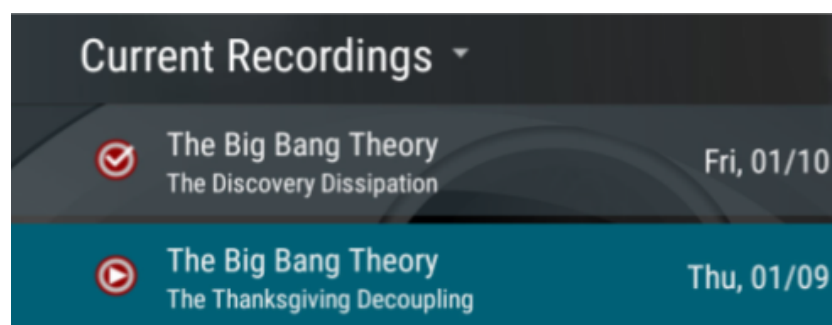 Current Recordings
The Big Bang Theory
The Discovery Dissipation
Fri, 01/10
The Big Bang Theory
The Thanksgiving Decoupling
Thu, 01/09